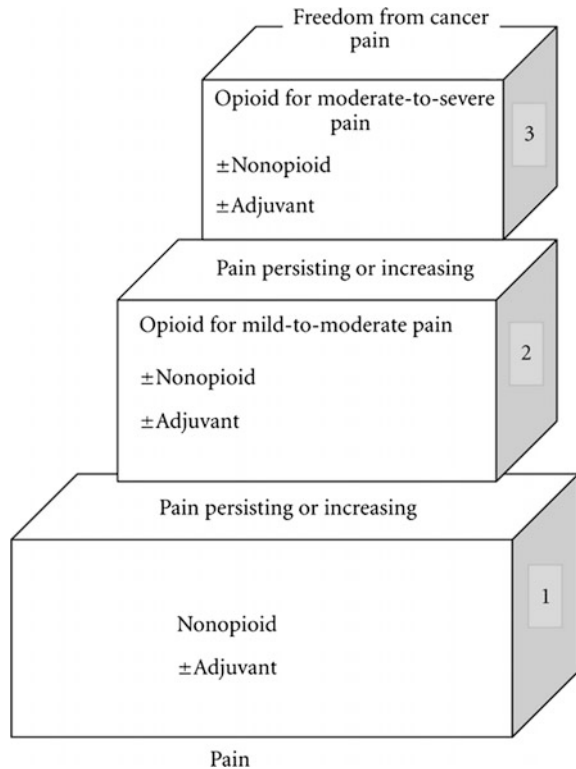 Freedom from cancer
pain
Opioid for moderate-to-severe
pain
±Nonopioid
±Adjuvant
3
Pain persisting or increasing
Opioid for mild-to-moderate pain
±Nonopioid
±Adjuvant
2
Pain persisting or increasing
Nonopioid
±Adjuvant
1
Pain